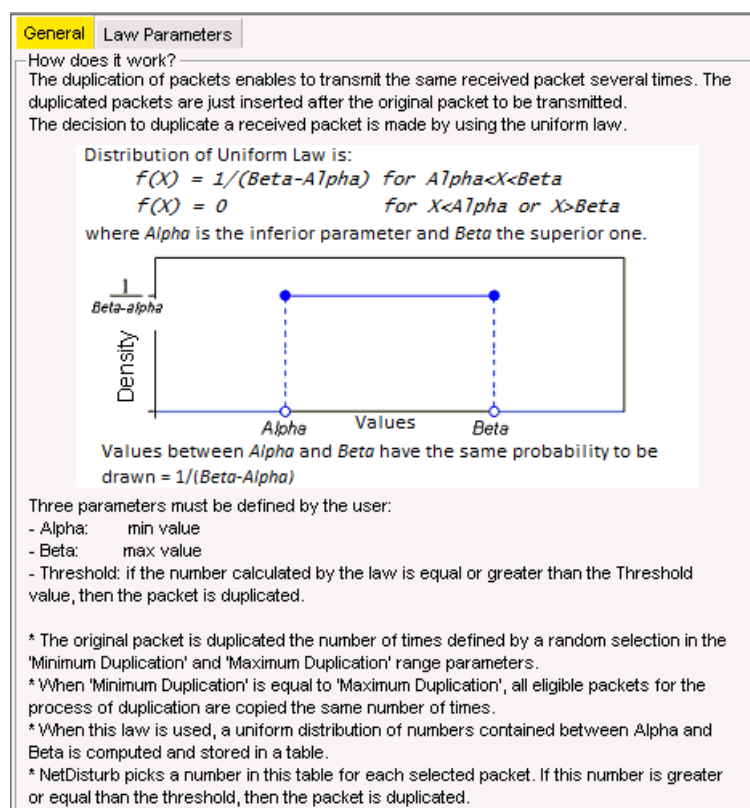 General Law Parameters
How does it work?
The duplication of packets enables to transmit the same received packet several times. The
duplicated packets are just inserted after the original packet to be transmitted.
The decision to duplicate a received packet is made by using the uniform law.
Distribution of Uniform Law is:
f(X) = 1/(Beta-Alpha) for Alpha<X<Beta
f(X) = 0 for X<Alpha or X>Beta
where Alpha is the inferior parameter and Beta the superior one.
1
Beta-alpha
Density
Alpha Values Beta
Values between Alpha and Beta have the same probability to be
drawn = 1/(Beta-Alpha)
Three parameters must be defined by the user:
- Alpha: min value
- Beta: max value
- Threshold: if the number calculated by the law is equal or greater than the Threshold
value, then the packet is duplicated.
* The original packet is duplicated the number of times defined by a random selection in the
'Minimum Duplication' and 'Maximum Duplication' range parameters.
* When 'Minimum Duplication' is equal to 'Maximum Duplication', all eligible packets for the
process of duplication are copied the same number of times.
* When this law is used, a uniform distribution of numbers contained between Alpha and
Beta is computed and stored in a table.
* NetDisturb picks a number in this table for each selected packet. If this number is greater
or equal than the threshold, then the packet is duplicated.